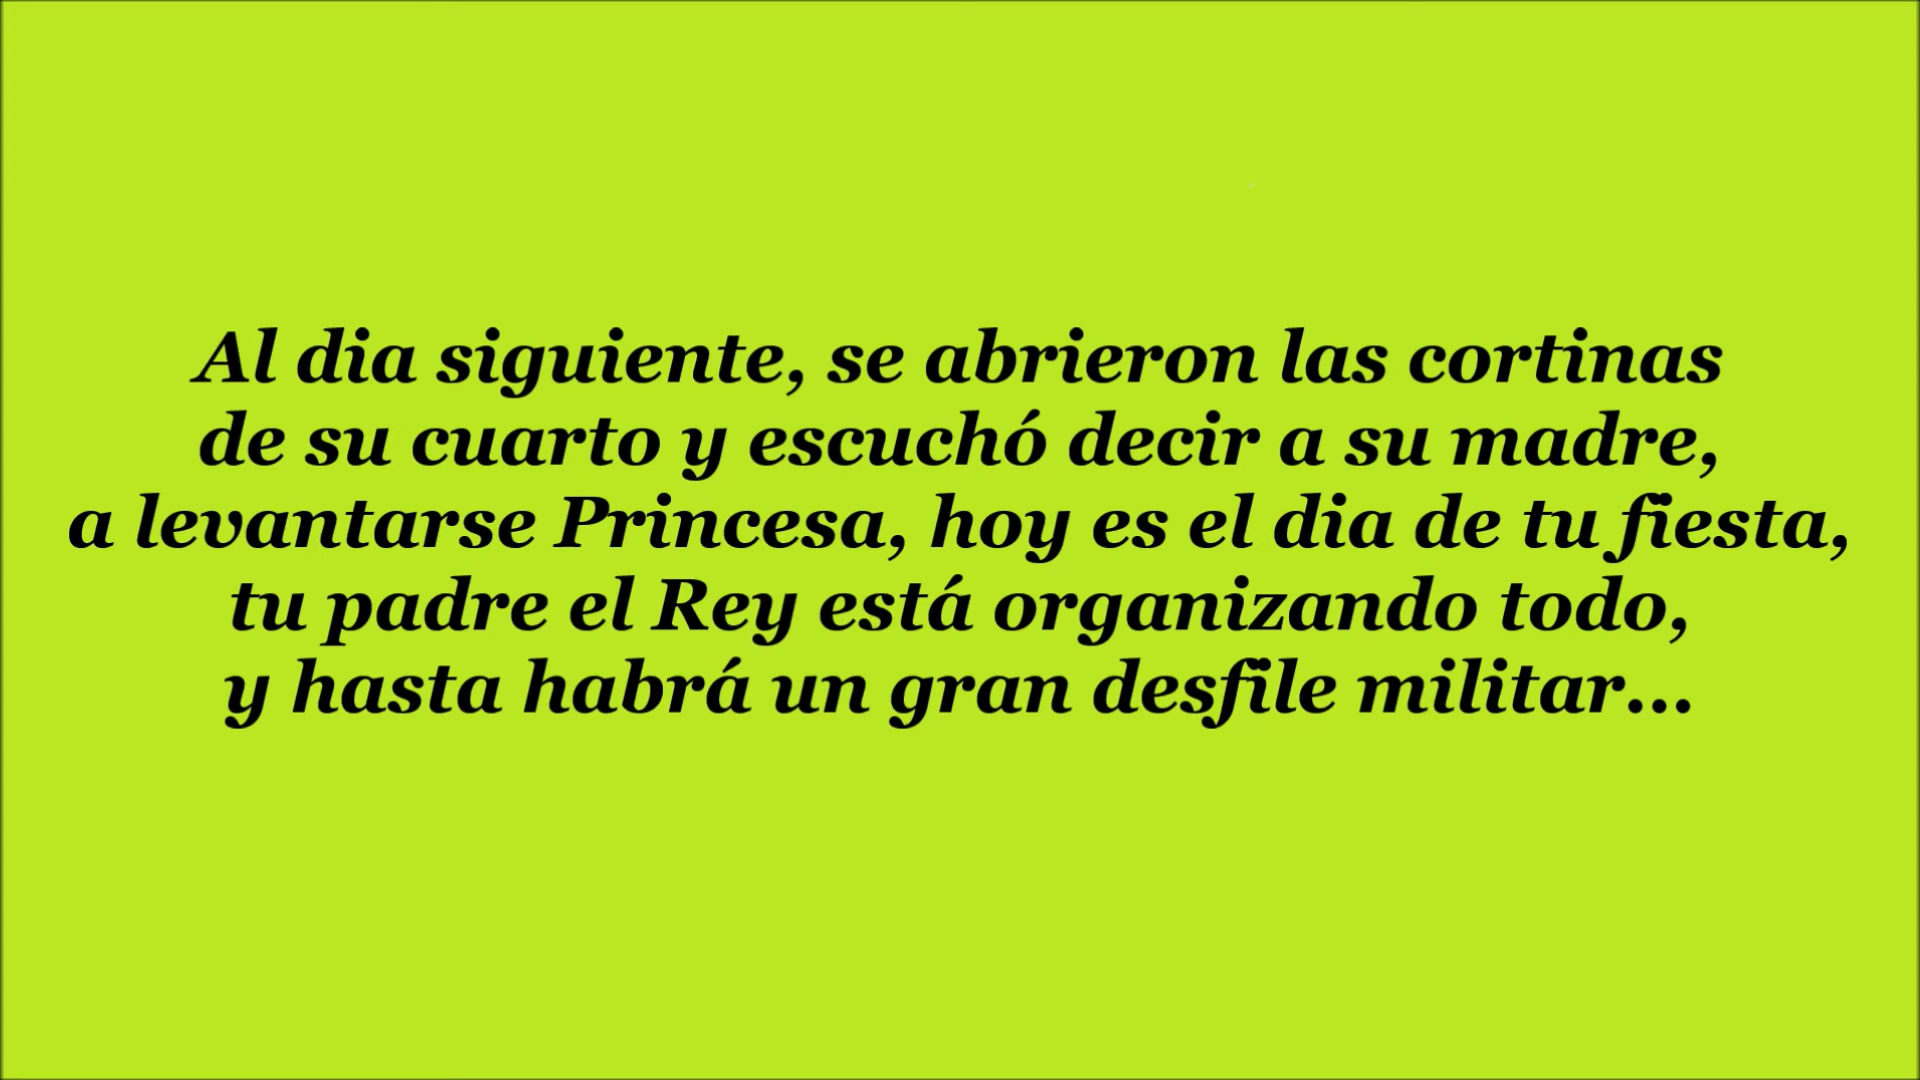 Al dia siguiente, se abrieron las cortinas
de su cuarto y escuchó decir a su madre,
a levantarse Princesa, hoy es el dia de tu fiesta,
tu padre el Rey está organizando todo,
y hasta habrá un gran desfile militar...